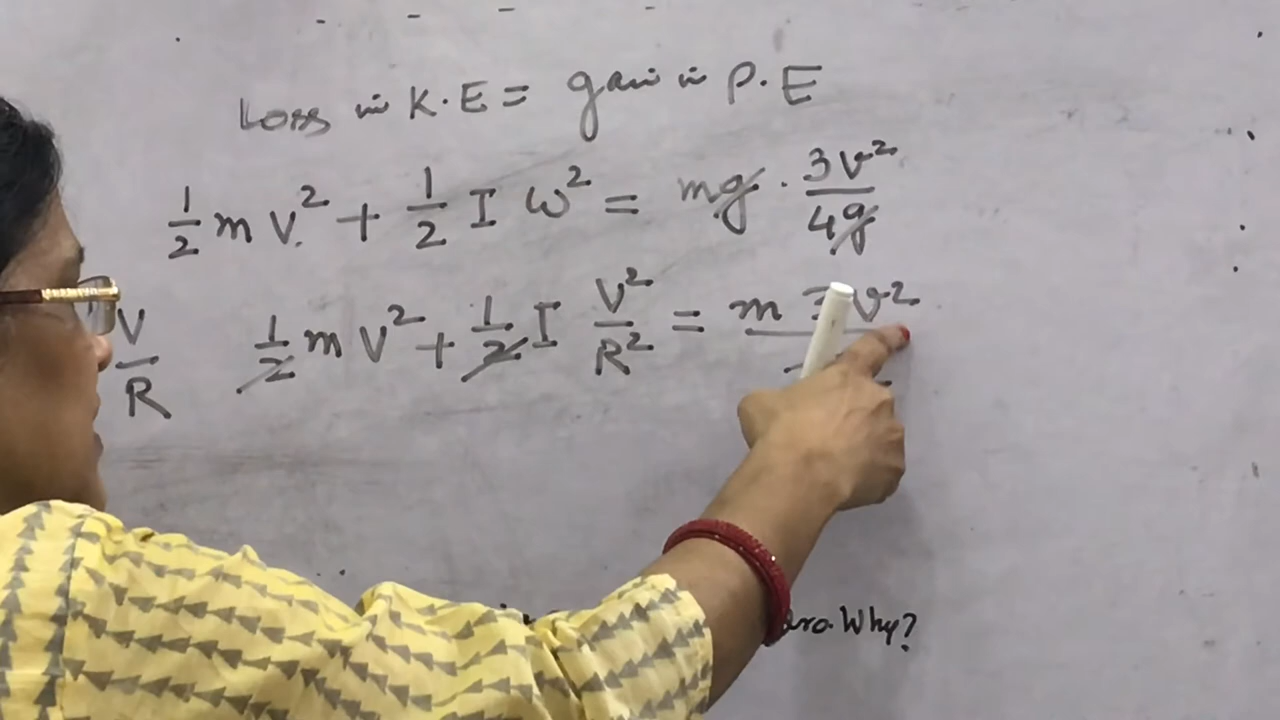 Loss in K.E = gain in P.E
1/2 m V² + 1/2 I ω² = mg · 3v²/4g
V/R
1/2 m V² + 1/2 I V²/R² = m v²
Why?